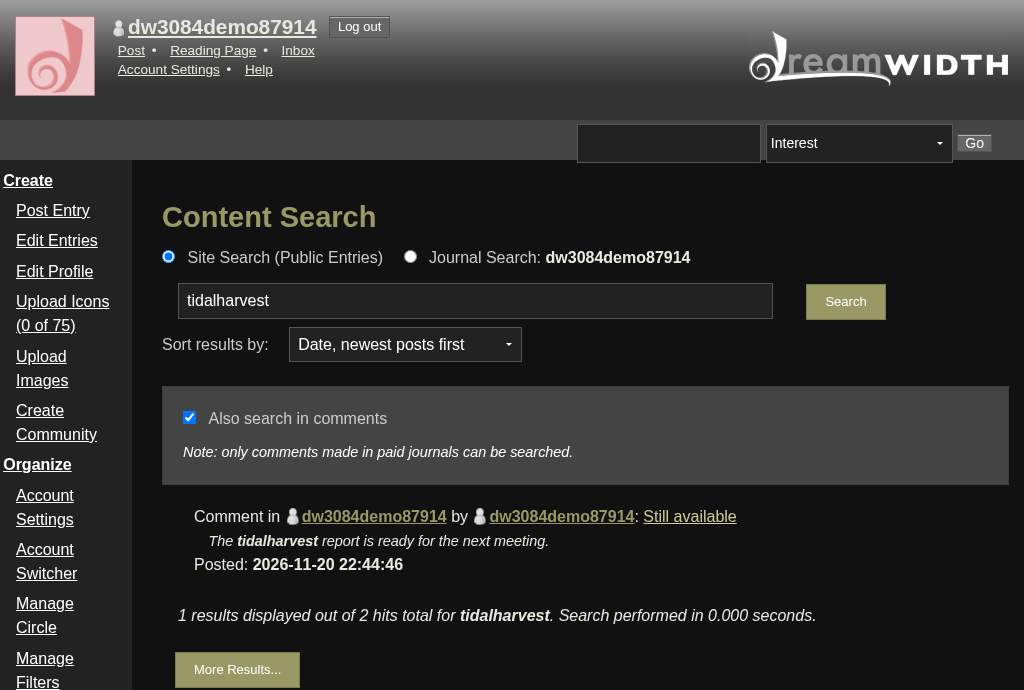 dw3084demo87914 Log out
Post • Reading Page • Inbox
Account Settings • Help
dreamwidth
Interest Go
Create
Post Entry
Edit Entries
Edit Profile
Upload Icons
(0 of 75)
Upload
Images
Create
Community
Organize
Account
Settings
Account
Switcher
Manage
Circle
Manage
Filters
Content Search
Site Search (Public Entries) Journal Search: dw3084demo87914
tidalharvest Search
Sort results by: Date, newest posts first
Also search in comments
Note: only comments made in paid journals can be searched.
Comment in dw3084demo87914 by dw3084demo87914: Still available
The tidalharvest report is ready for the next meeting.
Posted: 2026-11-20 22:44:46
1 results displayed out of 2 hits total for tidalharvest. Search performed in 0.000 seconds.
More Results...